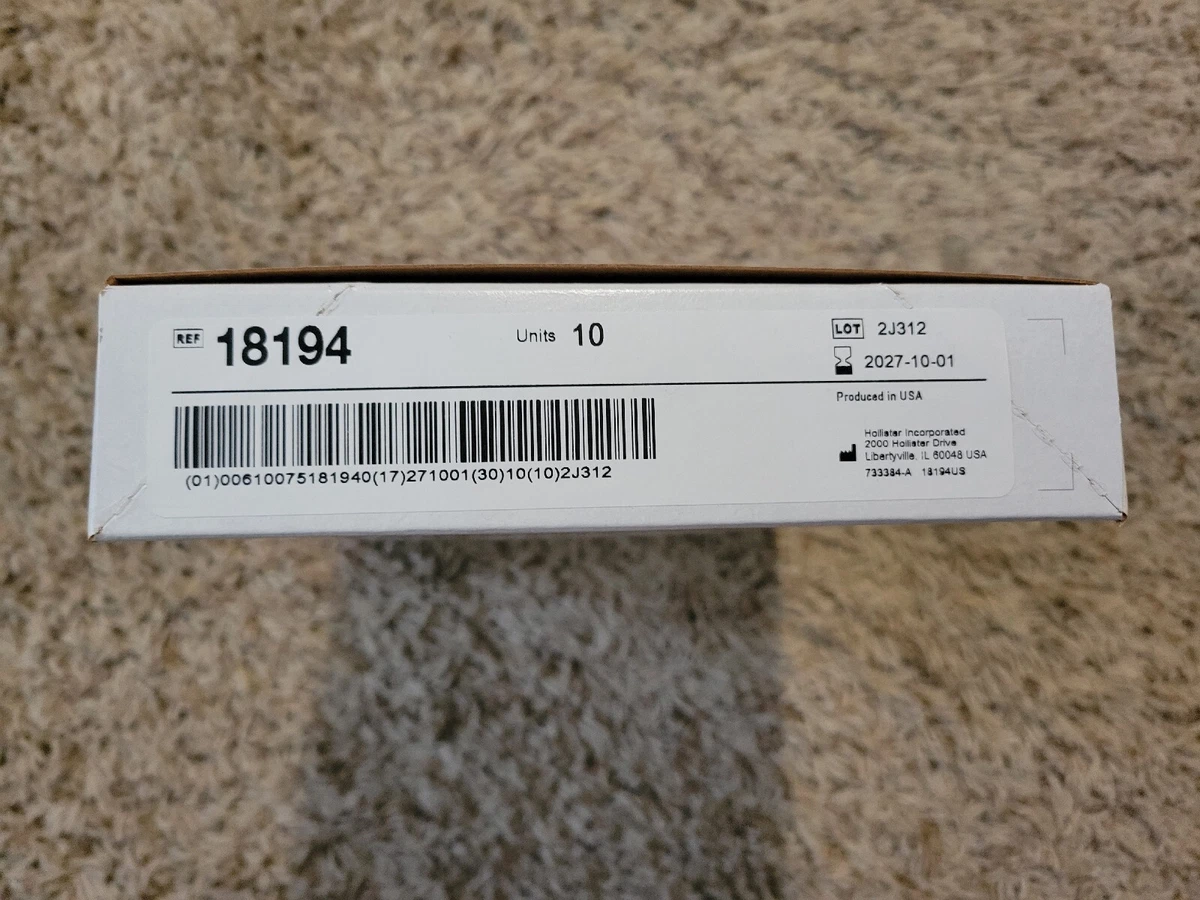 REF 18194
Units 10
LOT 2J312
2027-10-01
(01)00610075181940(17)271001(30)10(10)2J312
Produced in USA
Hollister Incorporated
2000 Hollister Drive
Libertyville, IL 60048 USA
733384-A 18194US